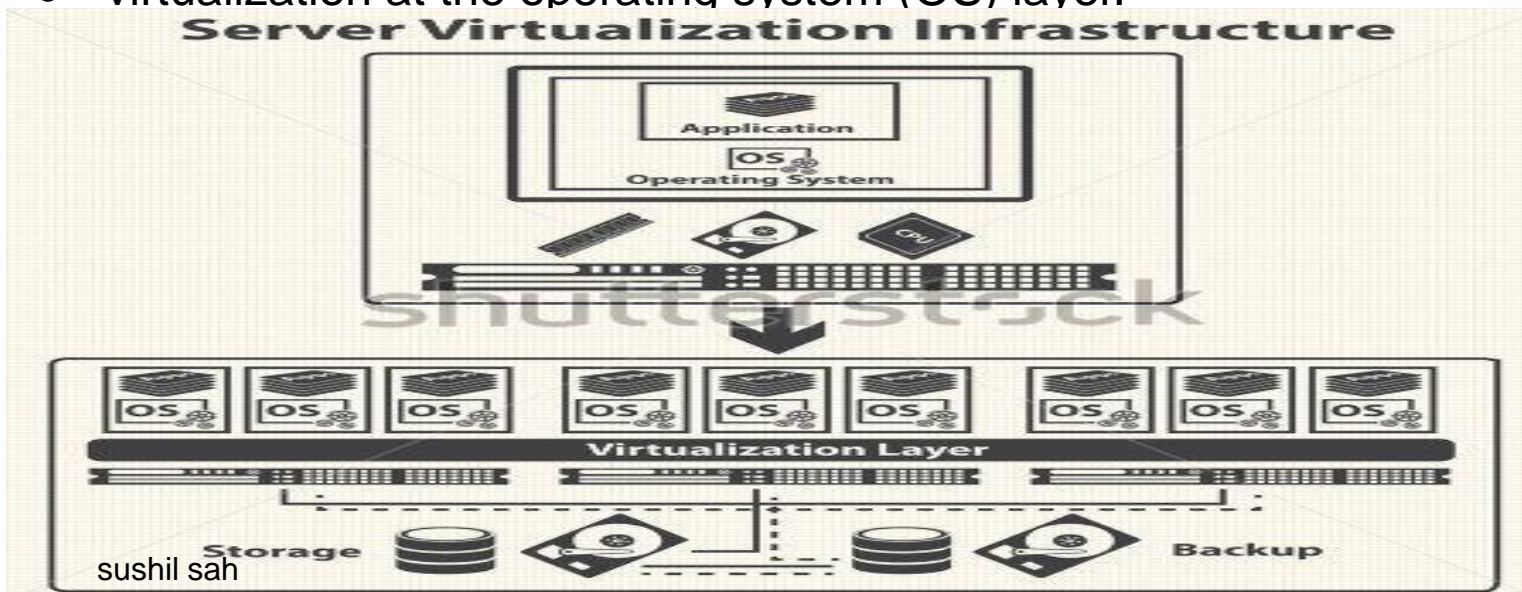 virtualization at the operating system (OS) layer.
Server Virtualization Infrastructure
Application
OS
Operating System
CPU
shutterstock
OS OS OS OS OS OS OS OS OS
Virtualization Layer
Storage
Backup
sushil sah